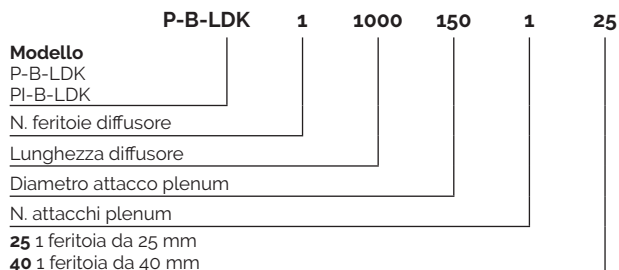 P-B-LDK 1 1000 150 1 25
Modello
P-B-LDK
PI-B-LDK
N. feritoie diffusore
Lunghezza diffusore
Diametro attacco plenum
N. attacchi plenum
25 1 feritoia da 25 mm
40 1 feritoia da 40 mm